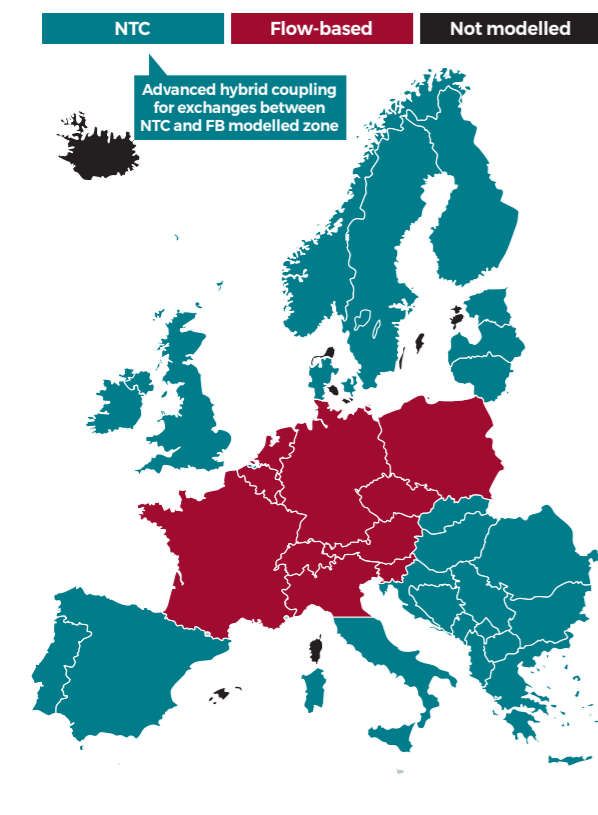 NTC
Flow-based
Not modelled
Advanced hybrid coupling
for exchanges between
NTC and FB modelled zone